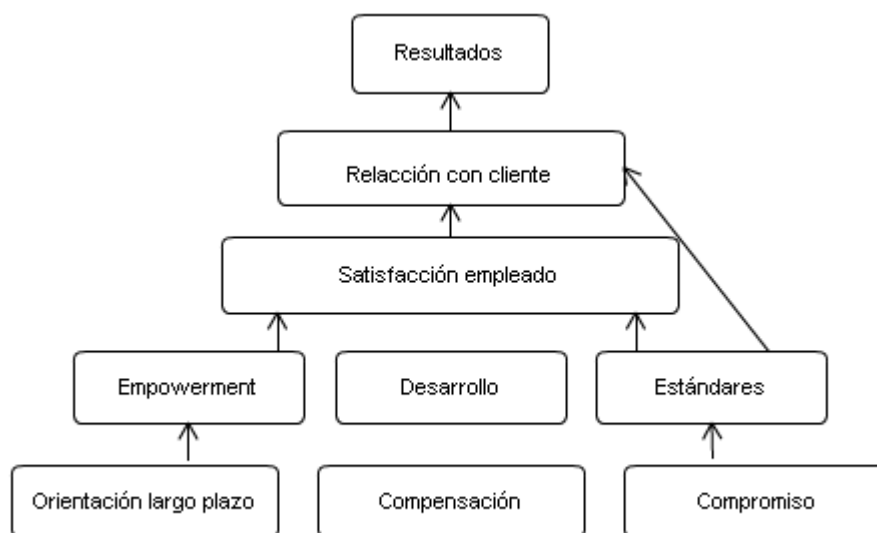 Resultados
Relacción con cliente
Satisfacción empleado
Empowerment
Desarrollo
Estándares
Orientación largo plazo
Compensación
Compromiso